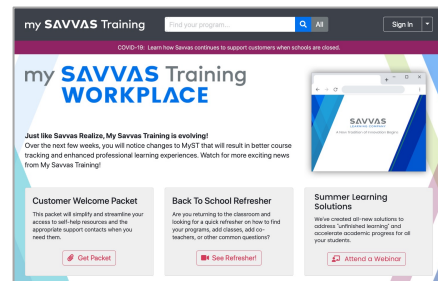 my SAVVAS Training
Find your program...
All
Sign In
COVID-19: Learn how Savvas continues to support customers when schools are closed.
my SAVVAS Training
WORKPLACE
SAVVAS
LEARNING COMPANY
A New Tradition of Innovation Begins
Just like Savvas Realize, My Savvas Training is evolving!
Over the next few weeks, you will notice changes to MyST that will result in better course
tracking and enhanced professional learning experiences. Watch for more exciting news
from My Savvas Training!
Customer Welcome Packet
This packet will simplify and streamline your
access to self-help resources and the
appropriate support contacts when you
need them.
Get Packet
Back To School Refresher
Are you returning to the classroom and
looking for a quick refresher on how to find
your programs, add classes, add co-
teachers, or other common questions?
See Refresher!
Summer Learning
Solutions
We've created all-new solutions to
address "unfinished learning" and
accelerate academic progress for all
your students.
Attend a Webinar